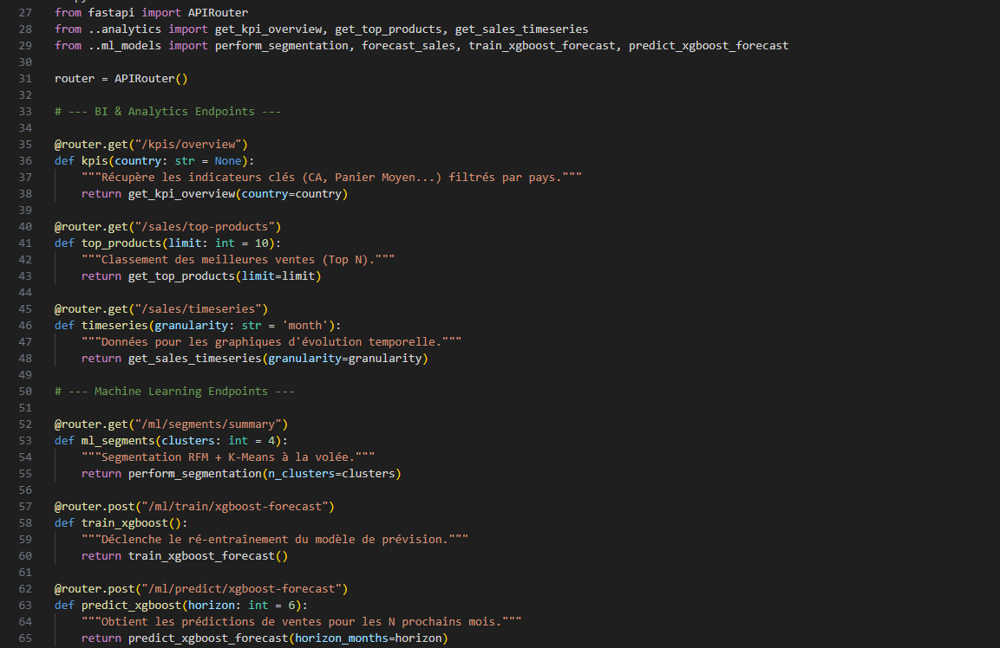 27 from fastapi import APIRouter
28 from ..analytics import get_kpi_overview, get_top_products, get_sales_timeseries
29 from ..ml_models import perform_segmentation, forecast_sales, train_xgboost_forecast, predict_xgboost_forecast
30
31 router = APIRouter()
32
33 # --- BI & Analytics Endpoints ---
34
35 @router.get("/kpis/overview")
36 def kpis(country: str = None):
37     """Récupère les indicateurs clés (CA, Panier Moyen...) filtrés par pays."""
38     return get_kpi_overview(country=country)
39
40 @router.get("/sales/top-products")
41 def top_products(limit: int = 10):
42     """Classement des meilleures ventes (Top N)."""
43     return get_top_products(limit=limit)
44
45 @router.get("/sales/timeseries")
46 def timeseries(granularity: str = 'month'):
47     """Données pour les graphiques d'évolution temporelle."""
48     return get_sales_timeseries(granularity=granularity)
49
50 # --- Machine Learning Endpoints ---
51
52 @router.get("/ml/segments/summary")
53 def ml_segments(clusters: int = 4):
54     """Segmentation RFM + K-Means à la volée."""
55     return perform_segmentation(n_clusters=clusters)
56
57 @router.post("/ml/train/xgboost-forecast")
58 def train_xgboost():
59     """Déclenche le ré-entraînement du modèle de prévision."""
60     return train_xgboost_forecast()
61
62 @router.post("/ml/predict/xgboost-forecast")
63 def predict_xgboost(horizon: int = 6):
64     """Obtient les prédictions de ventes pour les N prochains mois."""
65     return predict_xgboost_forecast(horizon_months=horizon)